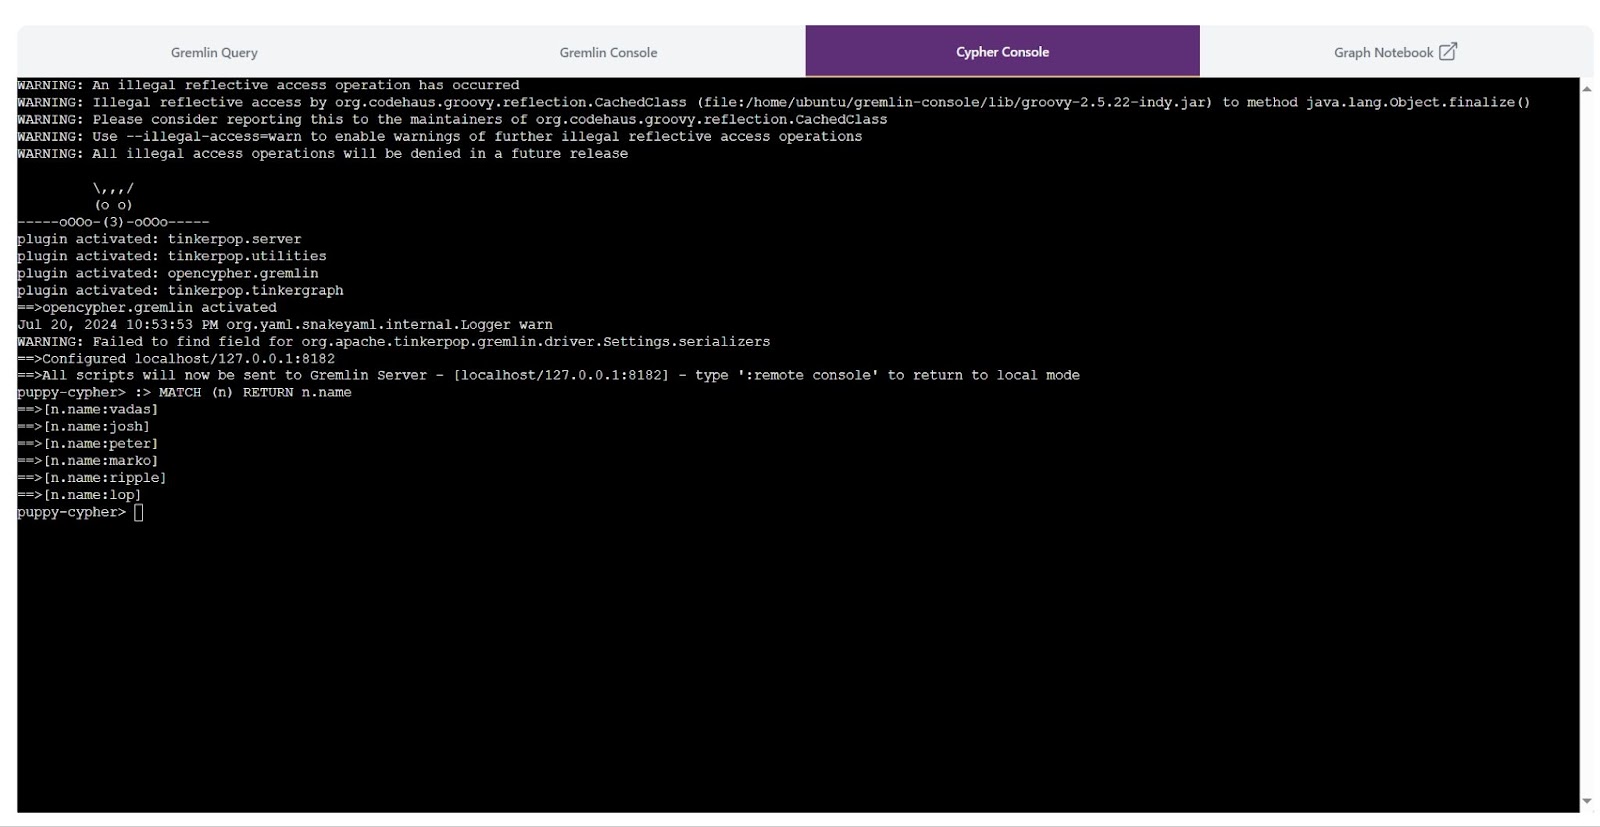 Gremlin Query
Gremlin Console
Cypher Console
Graph Notebook
WARNING: An illegal reflective access operation has occurred
WARNING: Illegal reflective access by org.codehaus.groovy.reflection.CachedClass (file:/home/ubuntu/gremlin-console/lib/groovy-2.5.22-indy.jar) to method java.lang.Object.finalize()
WARNING: Please consider reporting this to the maintainers of org.codehaus.groovy.reflection.CachedClass
WARNING: Use --illegal-access=warn to enable warnings of further illegal reflective access operations
WARNING: All illegal access operations will be denied in a future release
\,,,/
(o o)
-----oOOo-(3)-oOOo-----
plugin activated: tinkerpop.server
plugin activated: tinkerpop.utilities
plugin activated: opencypher.gremlin
plugin activated: tinkerpop.tinkergraph
==>opencypher.gremlin activated
Jul 20, 2024 10:53:53 PM org.yaml.snakeyaml.internal.Logger warn
WARNING: Failed to find field for org.apache.tinkerpop.gremlin.driver.Settings.serializers
==>Configured localhost/127.0.0.1:8182
==>All scripts will now be sent to Gremlin Server - [localhost/127.0.0.1:8182] - type ':remote console' to return to local mode
puppy-cypher> :> MATCH (n) RETURN n.name
==>[n.name:vadas]
==>[n.name:josh]
==>[n.name:peter]
==>[n.name:marko]
==>[n.name:ripple]
==>[n.name:lop]
puppy-cypher>